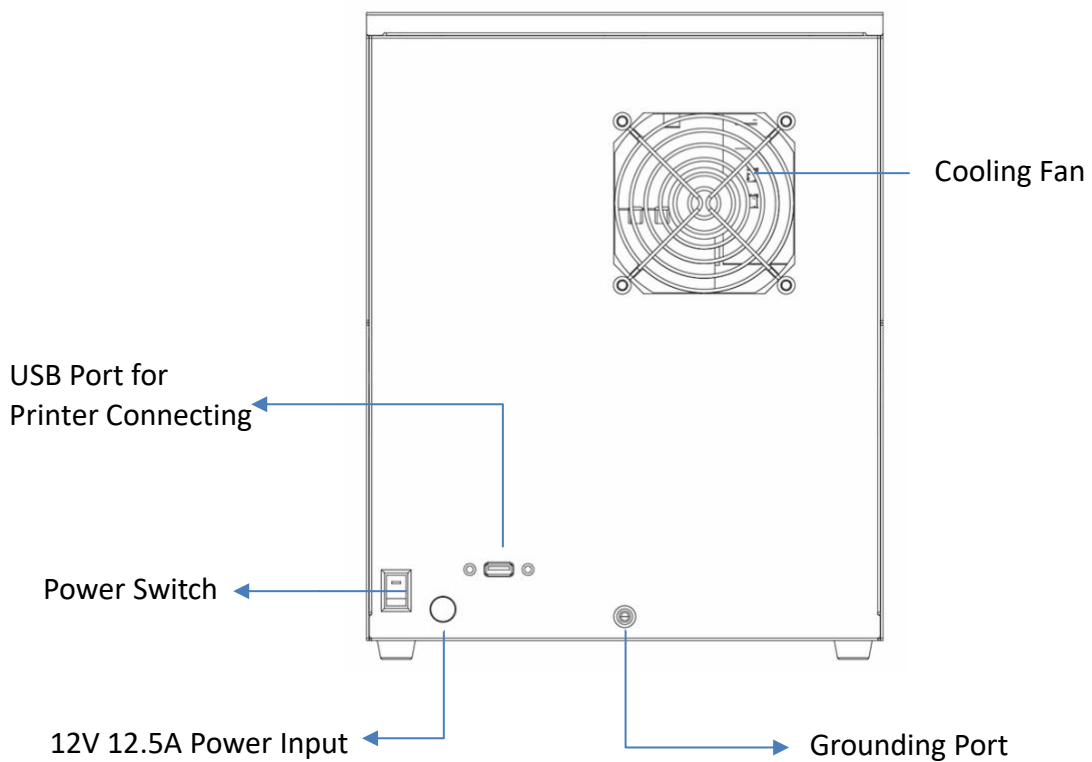 Cooling Fan
USB Port for
Printer Connecting
Power Switch
12V 12.5A Power Input
Grounding Port